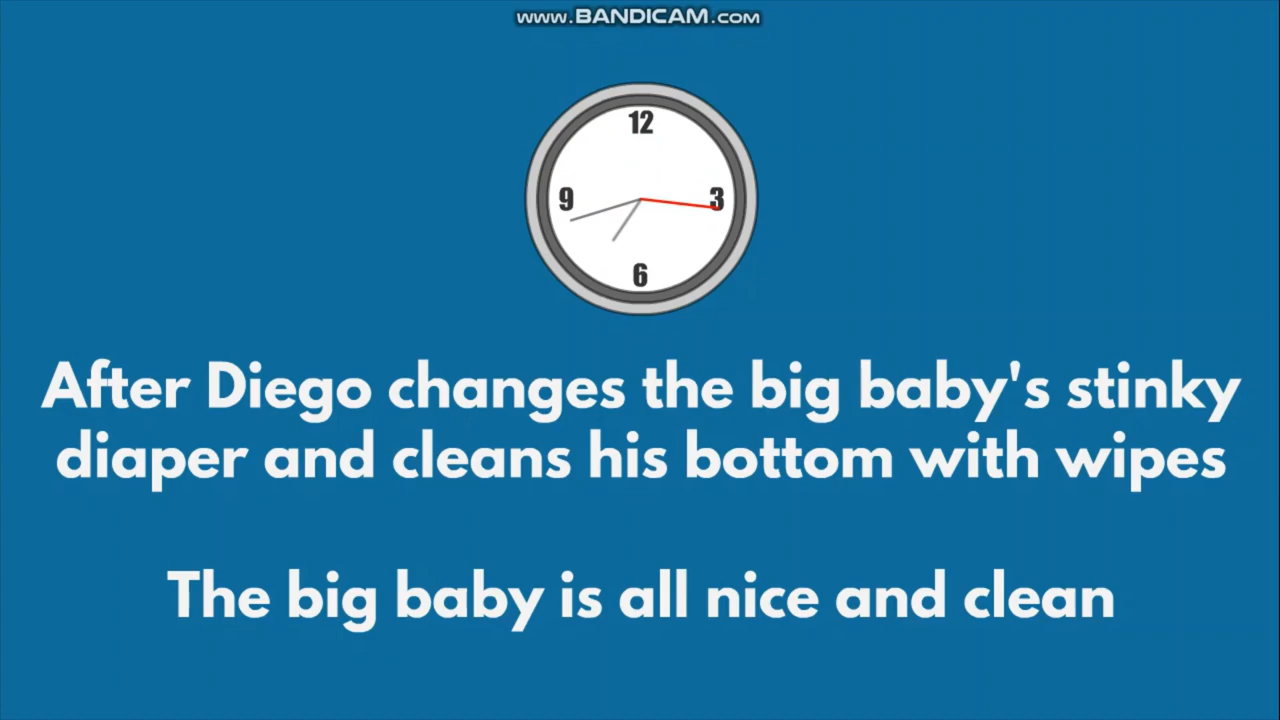 www.BANDICAM.com
12
9 3
6
After Diego changes the big baby's stinky
diaper and cleans his bottom with wipes
The big baby is all nice and clean